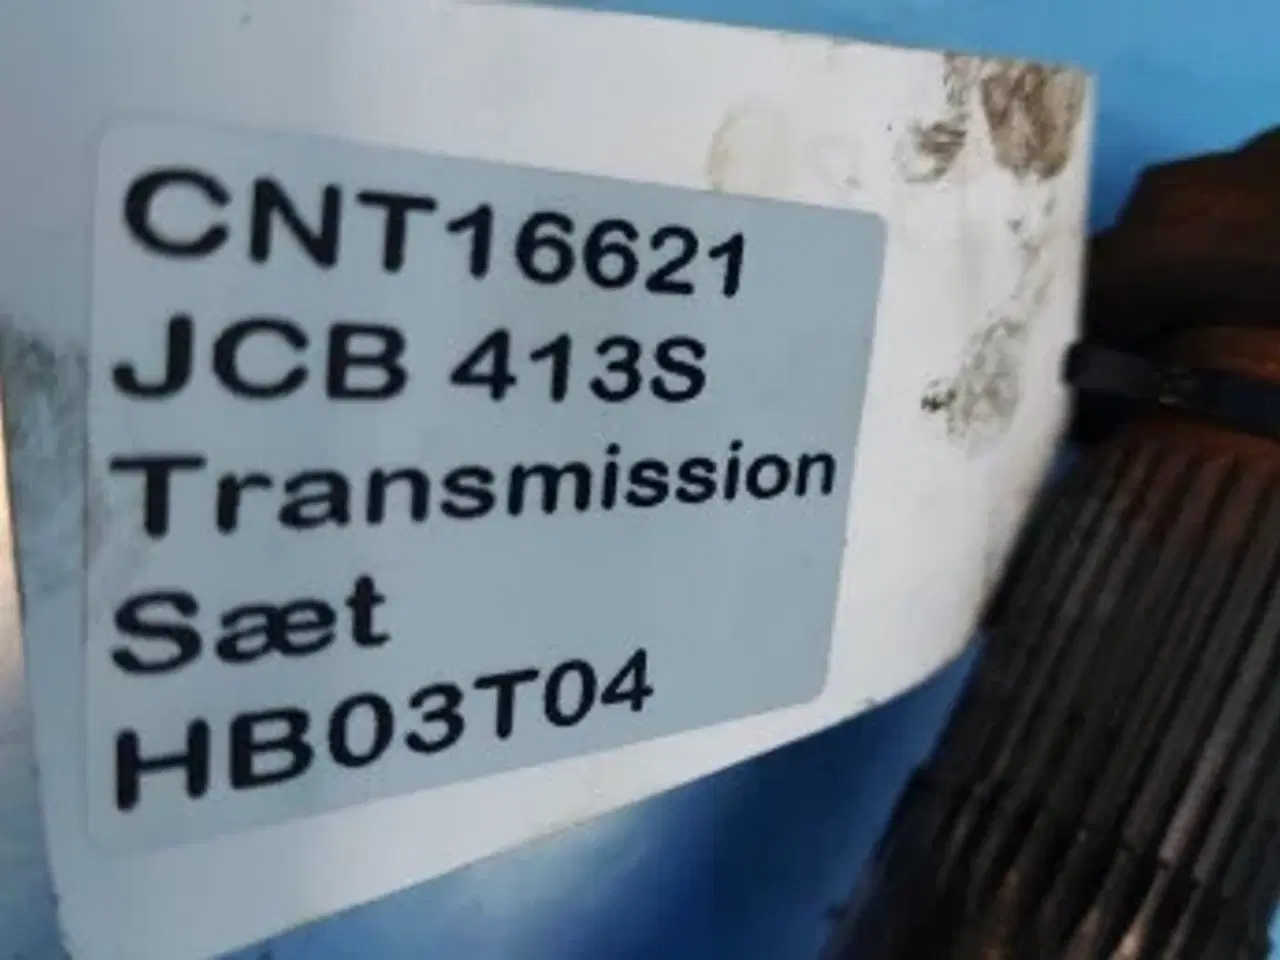 CNT16621
JCB 413S
Transmission
Sæt
HB03T04